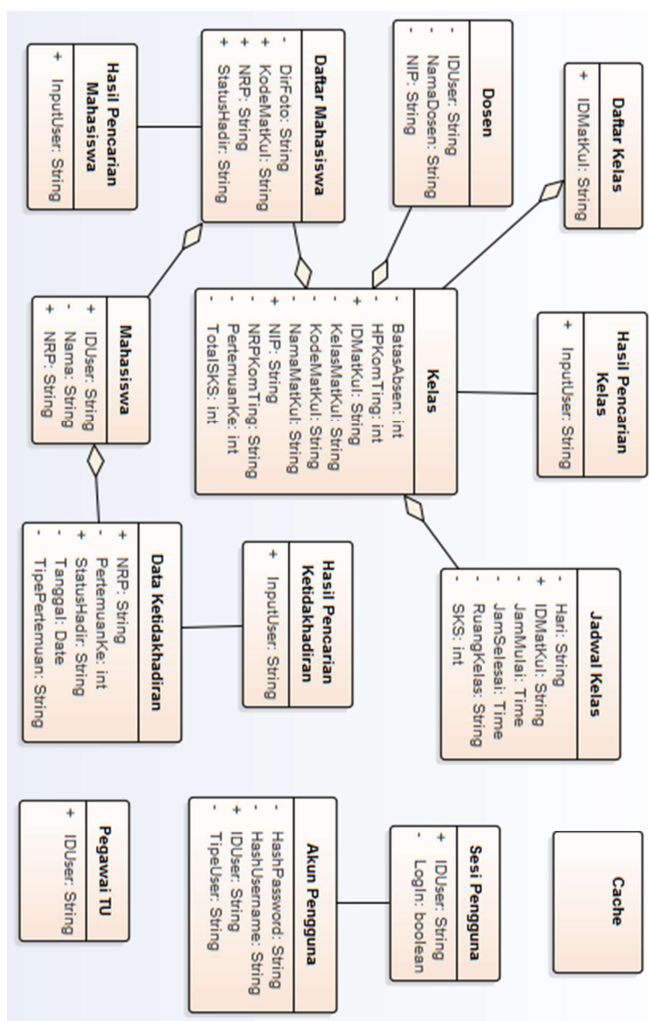 Daftar Kelas
+ IDMatKul: String
Hasil Pencarian
Kelas
+ InputUser: String
Jadwal Kelas
- Hari: String
+ IDMatKul: String
- JamMulai: Time
- JamSelesai: Time
- RuangKelas: String
- SKS: int
Cache
Dosen
- IDUser: String
- NamaDosen: String
- NIP: String
Kelas
- BatasAbsen: int
- HPKomTing: int
+ IDMatKul: String
- KelasMatKul: String
- KodeMatKul: String
- NamaMatKul: String
+ NIP: String
- NRPKomTing: String
- PertemuanKe: int
- TotalSKS: int
Sesi Pengguna
+ IDUser: String
- LogIn: boolean
Daftar Mahasiswa
- DirFoto: String
+ KodeMatKul: String
+ NRP: String
+ StatusHadir: String
Hasil Pencarian
Ketidakhadiran
+ InputUser: String
Akun Pengguna
- HashPassword: String
- HashUsername: String
+ IDUser: String
- TipeUser: String
Hasil Pencarian
Mahasiswa
+ InputUser: String
Mahasiswa
+ IDUser: String
- Nama: String
+ NRP: String
Data Ketidakhadiran
+ NRP: String
- PertemuanKe: int
+ StatusHadir: String
- Tanggal: Date
- TipePertemuan: String
Pegawai TU
+ IDUser: String